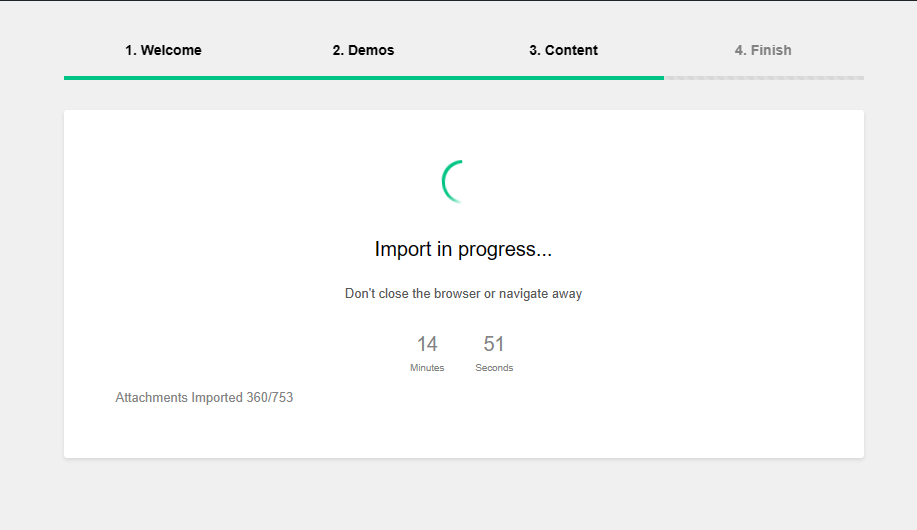 1. Welcome 2. Demos 3. Content 4. Finish
Import in progress...
Don't close the browser or navigate away
14 51
Minutes Seconds
Attachments Imported 360/753